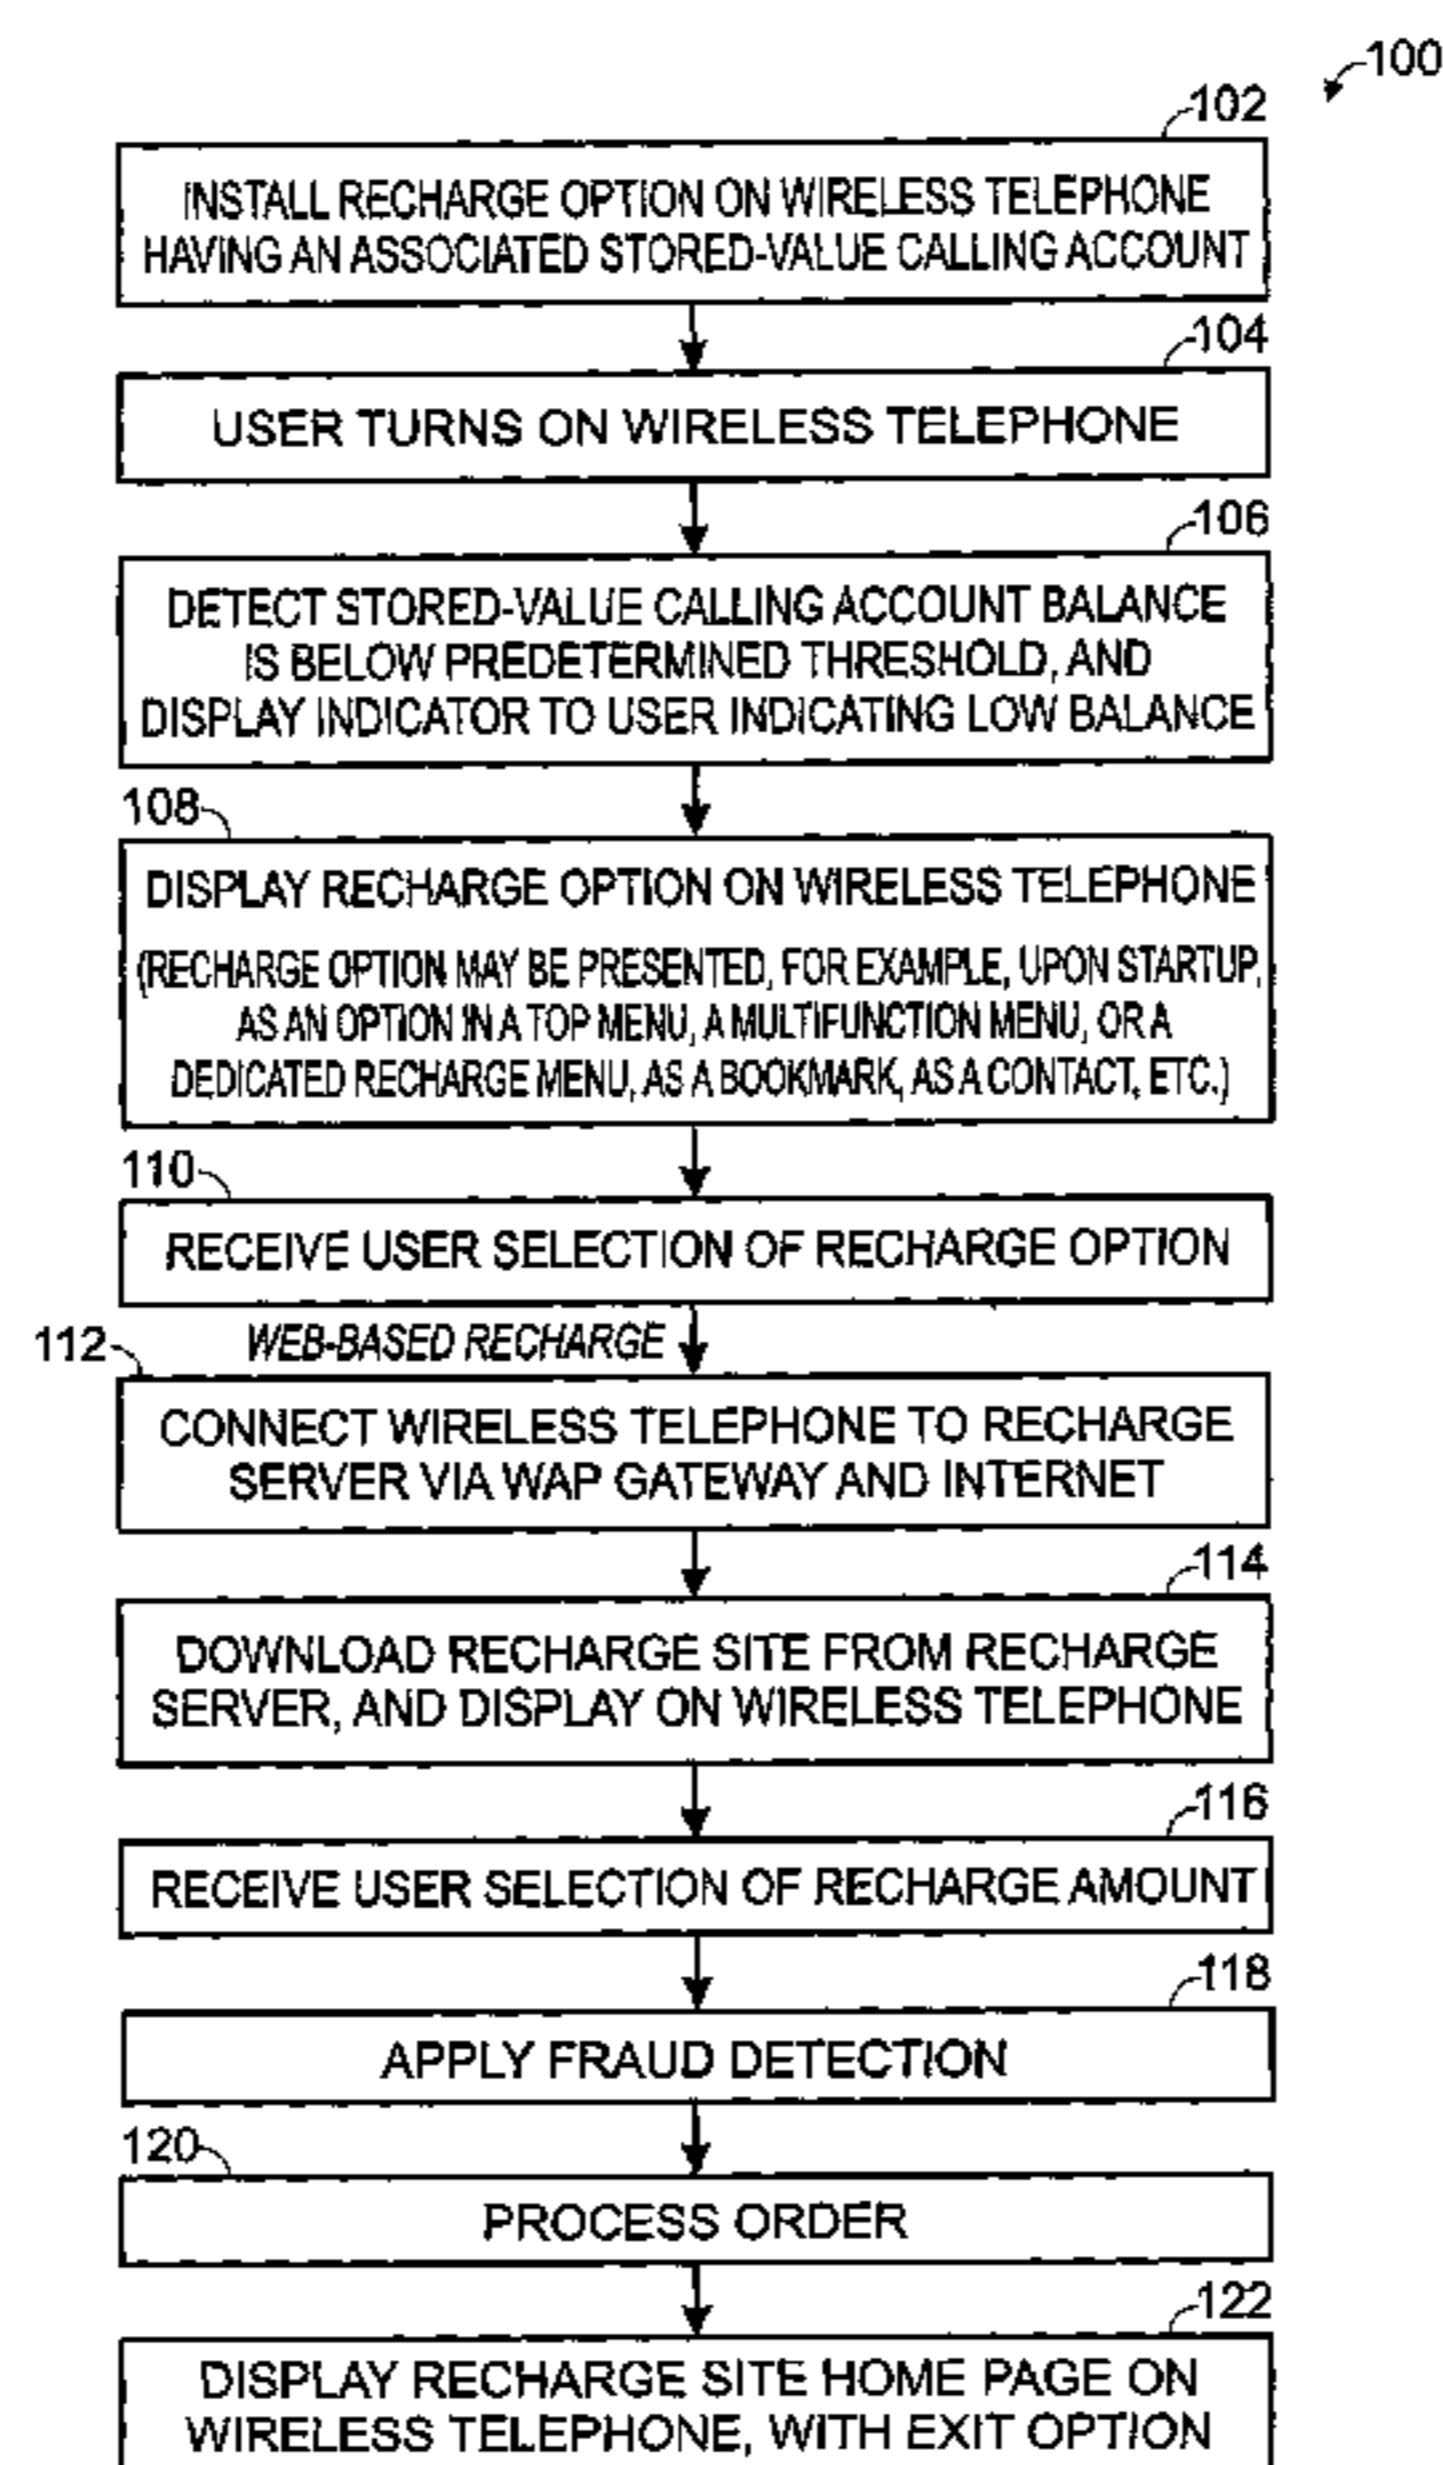 100
102
INSTALL RECHARGE OPTION ON WIRELESS TELEPHONE
HAVING AN ASSOCIATED STORED-VALUE CALLING ACCOUNT
104
USER TURNS ON WIRELESS TELEPHONE
106
DETECT STORED-VALUE CALLING ACCOUNT BALANCE
IS BELOW PREDETERMINED THRESHOLD, AND
DISPLAY INDICATOR TO USER INDICATING LOW BALANCE
108
DISPLAY RECHARGE OPTION ON WIRELESS TELEPHONE
(RECHARGE OPTION MAY BE PRESENTED, FOR EXAMPLE, UPON STARTUP,
AS AN OPTION IN A TOP MENU, A MULTIFUNCTION MENU, OR A
DEDICATED RECHARGE MENU, AS A BOOKMARK, AS A CONTACT, ETC.)
110
RECEIVE USER SELECTION OF RECHARGE OPTION
WEB-BASED RECHARGE
112
CONNECT WIRELESS TELEPHONE TO RECHARGE
SERVER VIA WAP GATEWAY AND INTERNET
114
DOWNLOAD RECHARGE SITE FROM RECHARGE
SERVER, AND DISPLAY ON WIRELESS TELEPHONE
116
RECEIVE USER SELECTION OF RECHARGE AMOUNT
118
APPLY FRAUD DETECTION
120
PROCESS ORDER
122
DISPLAY RECHARGE SITE HOME PAGE ON
WIRELESS TELEPHONE, WITH EXIT OPTION